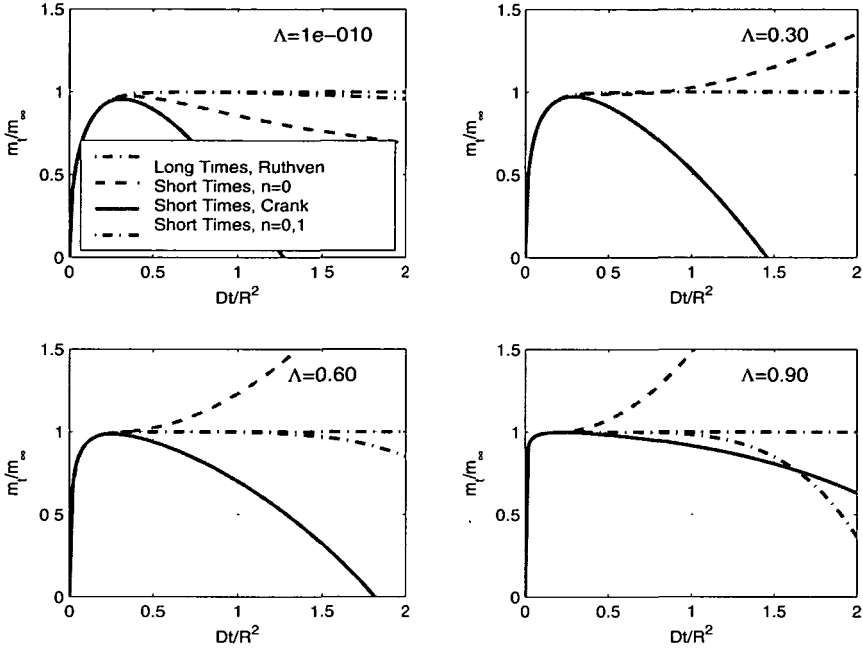 1.5
1
0.5
0
0
0.5
1
1.5
2
m_t/m_∞
Dt/R²
Λ=1e−010
Long Times, Ruthven
Short Times, n=0
Short Times, Crank
Short Times, n=0,1
1.5
1
0.5
0
0
0.5
1
1.5
2
m_t/m_∞
Dt/R²
Λ=0.30
1.5
1
0 5
0
0
0.5
1
1.5
2
m_t/m_∞
Dt/R²
Λ=0.60
1.5
1
0 5
0
0
0.5
1
1.5
2
m_t/m_∞
Dt/R²
Λ=0.90